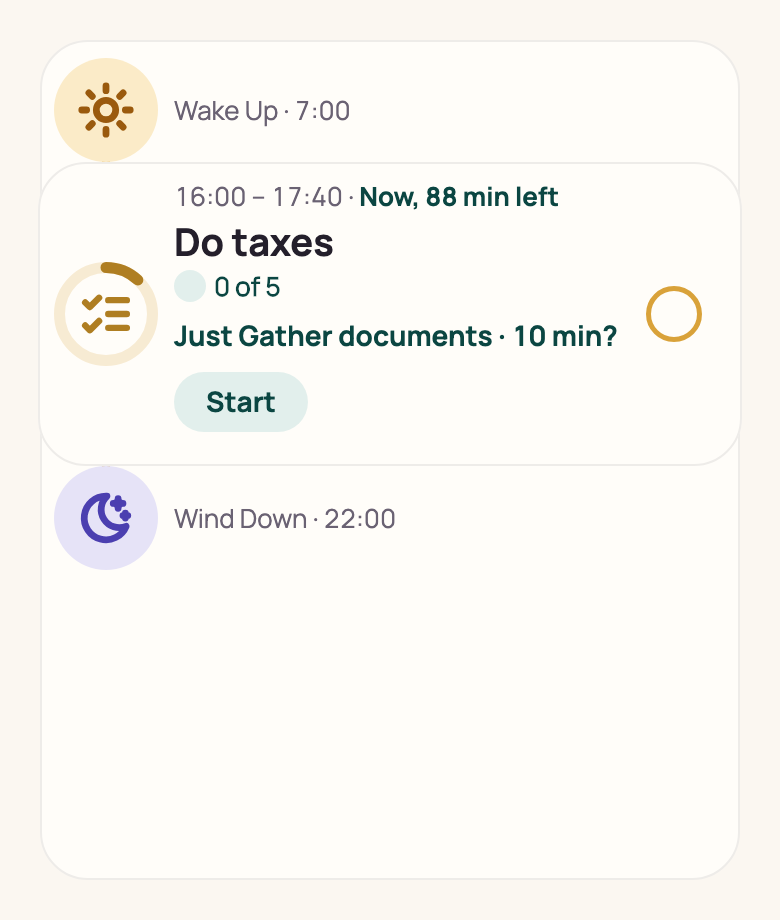 Wake Up · 7:00
16:00 – 17:40 · Now, 88 min left
Do taxes
0 of 5
Just Gather documents · 10 min?
Start
Wind Down · 22:00